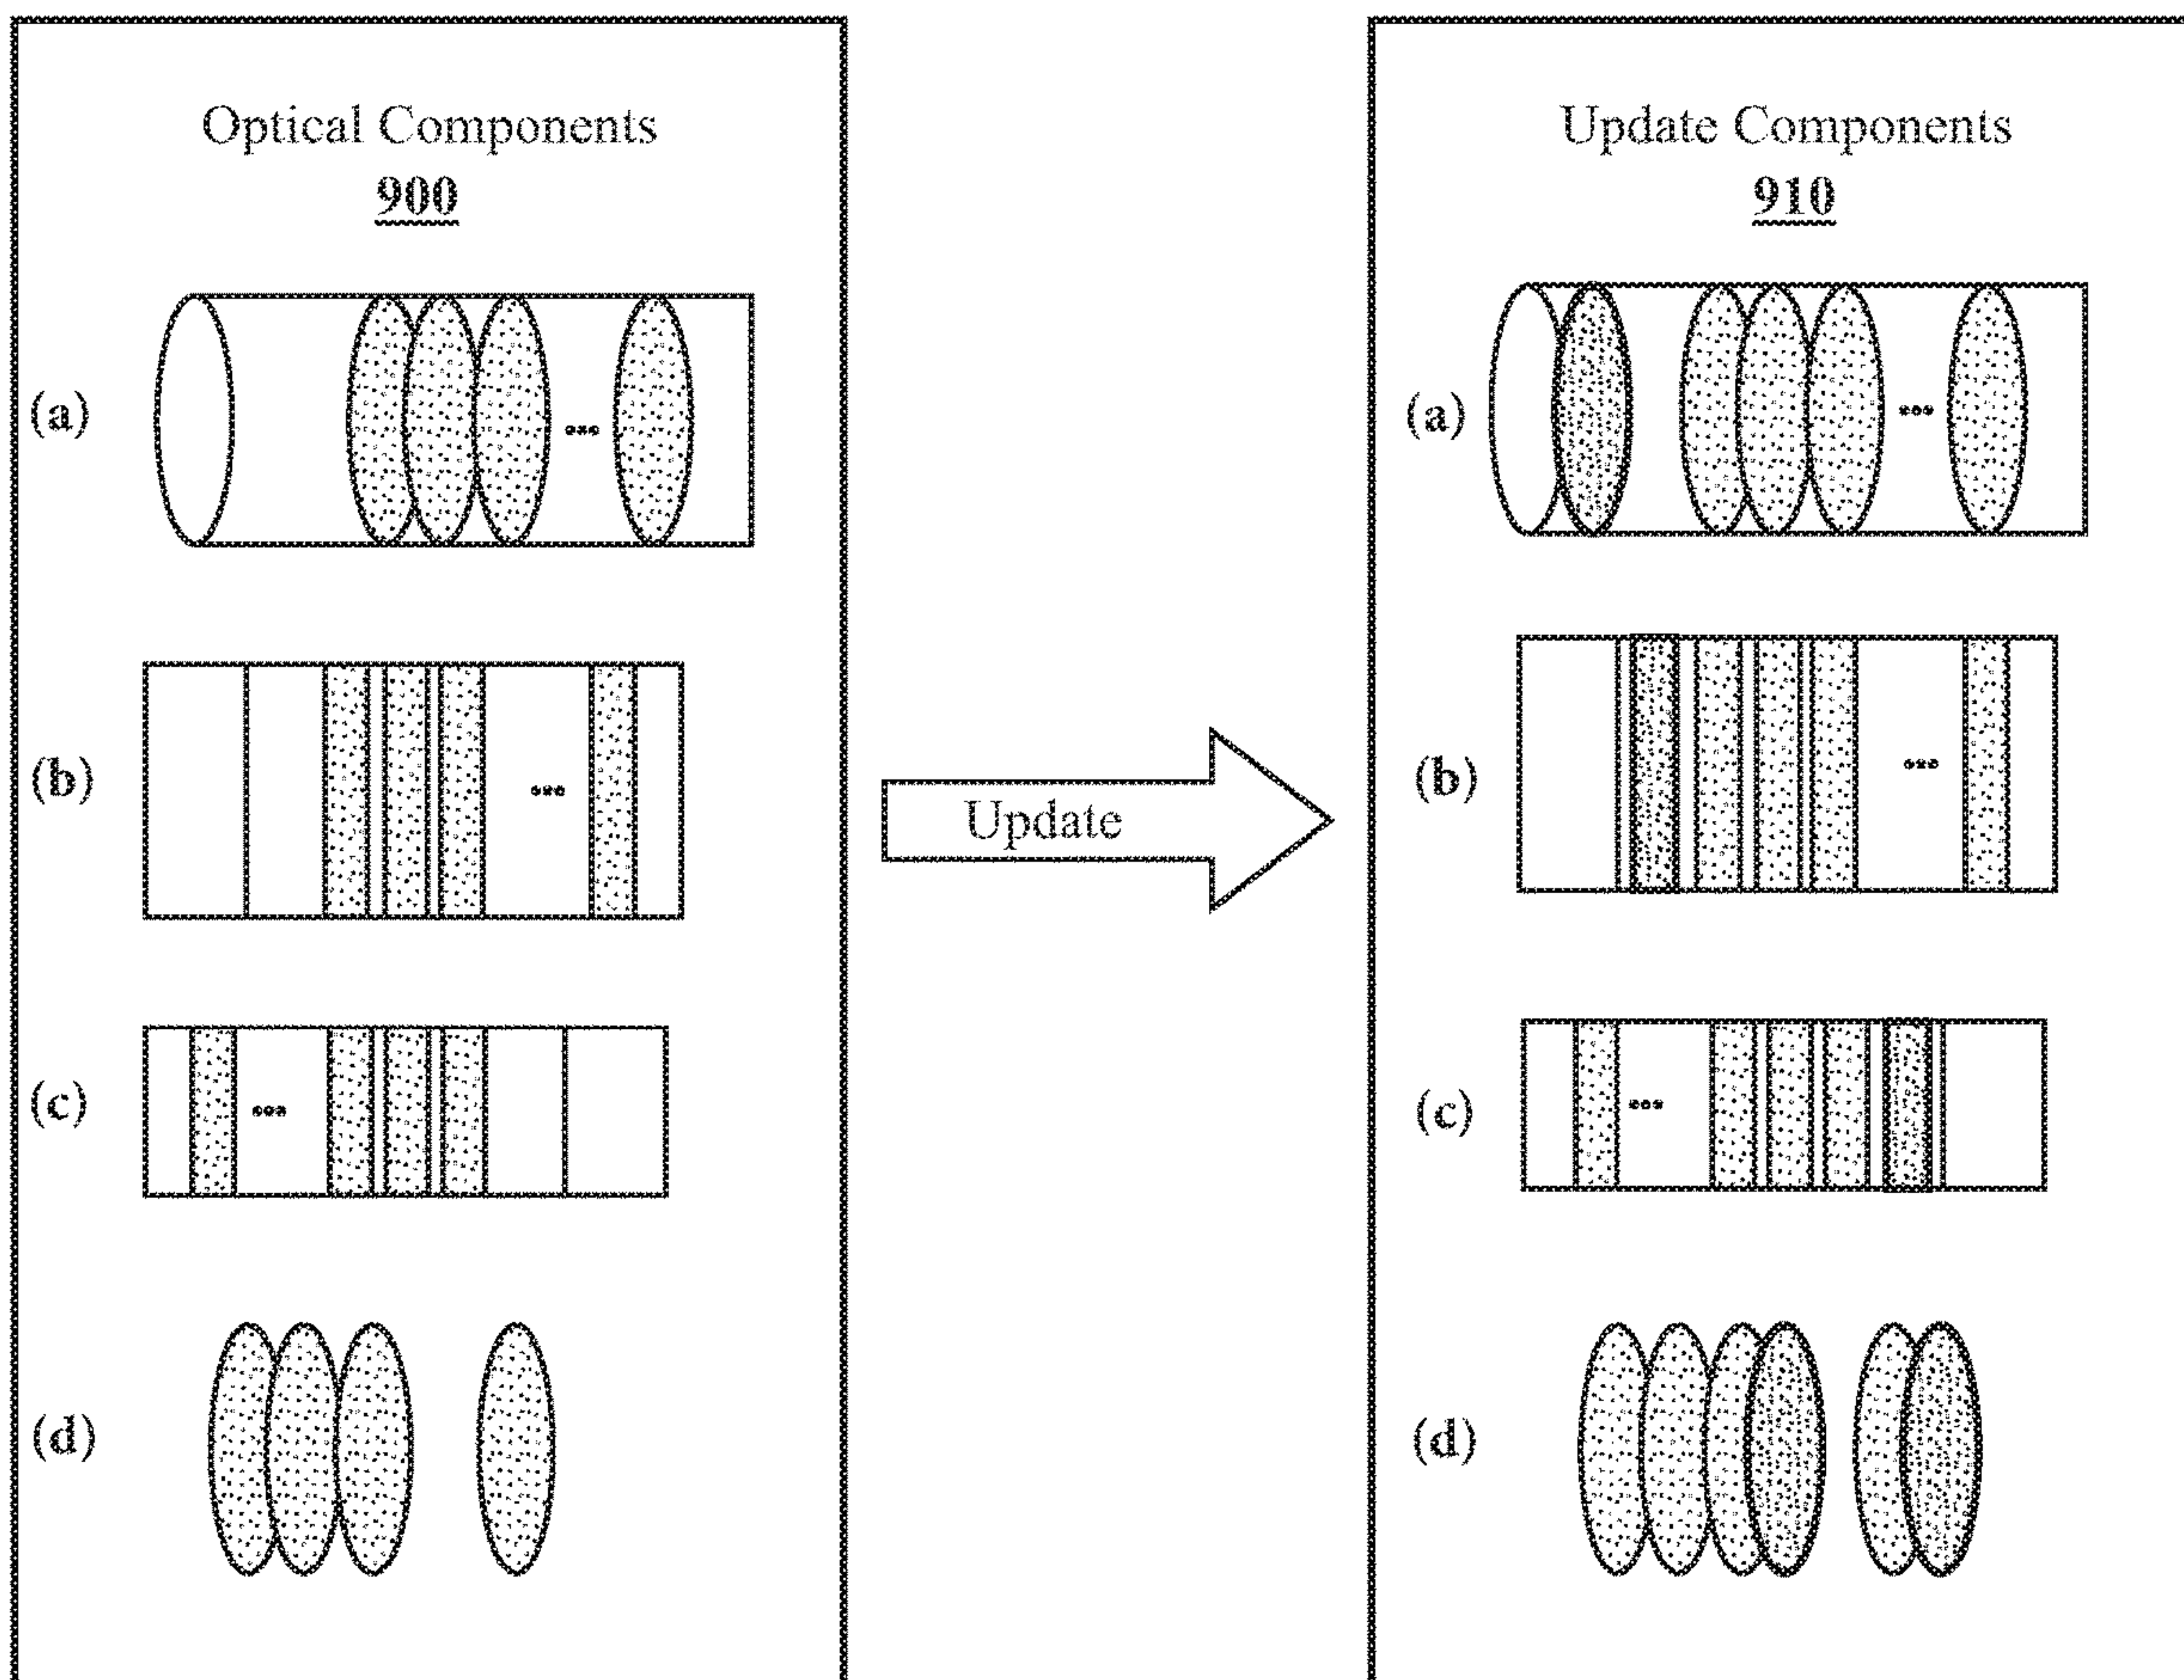 Optical Components
900
(a)
...
(b)
...
(c)
...
(d)
Update
Update Components
910
(a)
...
(b)
...
(c)
...
(d)